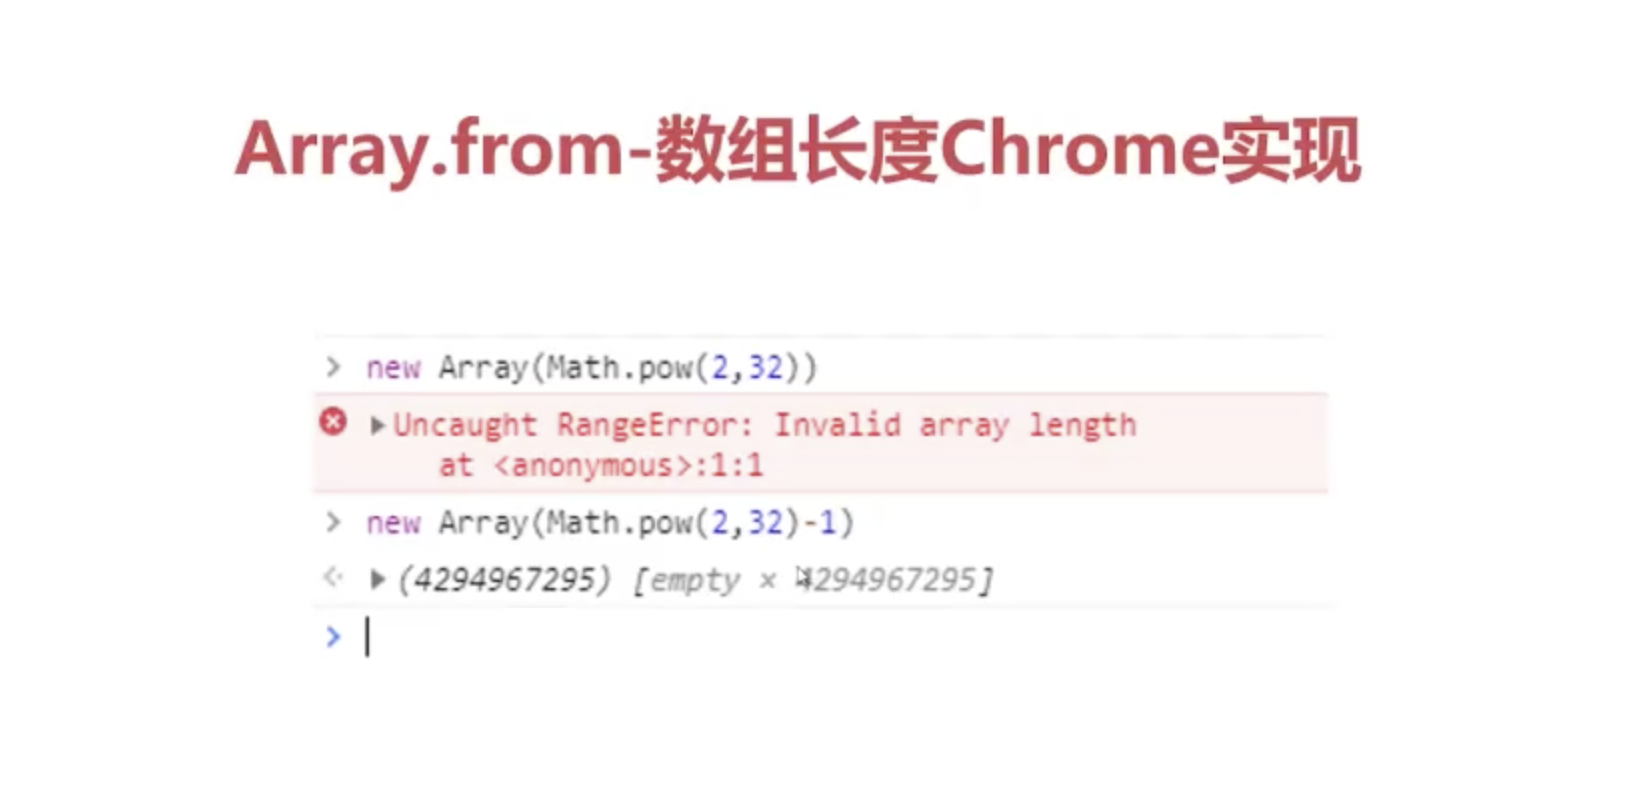 Array.from-数组长度Chrome实现
> new Array(Math.pow(2,32))
Uncaught RangeError: Invalid array length
at <anonymous>:1:1
> new Array(Math.pow(2,32)-1)
(4294967295) [empty × 4294967295]
>